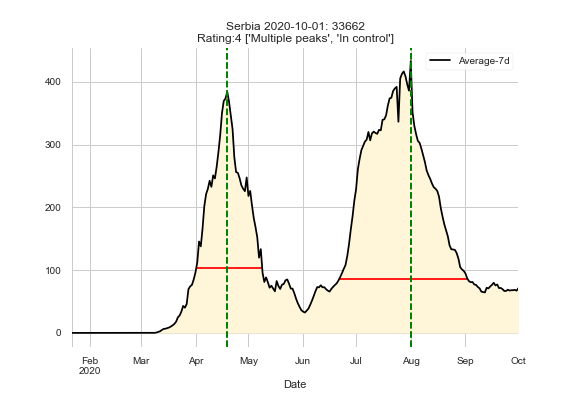 Serbia 2020-10-01: 33662
Rating:4 ['Multiple peaks', 'In control']
Average-7d
400
300
200
100
0
Feb Mar Apr May Jun Jul Aug Sep Oct
2020
Date